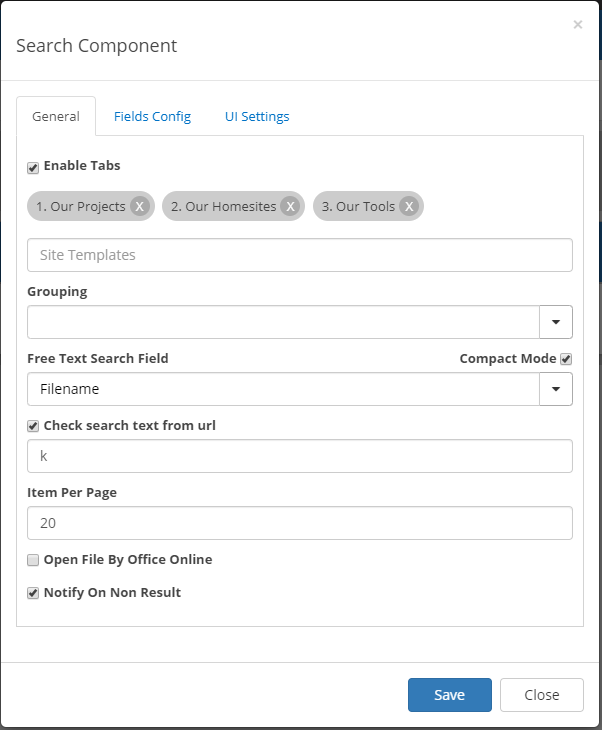 ×
Search Component
General Fields Config UI Settings
Enable Tabs
1. Our Projects X 2. Our Homesites X 3. Our Tools X
Site Templates
Grouping
Free Text Search Field Compact Mode
Filename
Check search text from url
k
Item Per Page
20
Open File By Office Online
Notify On Non Result
Save Close